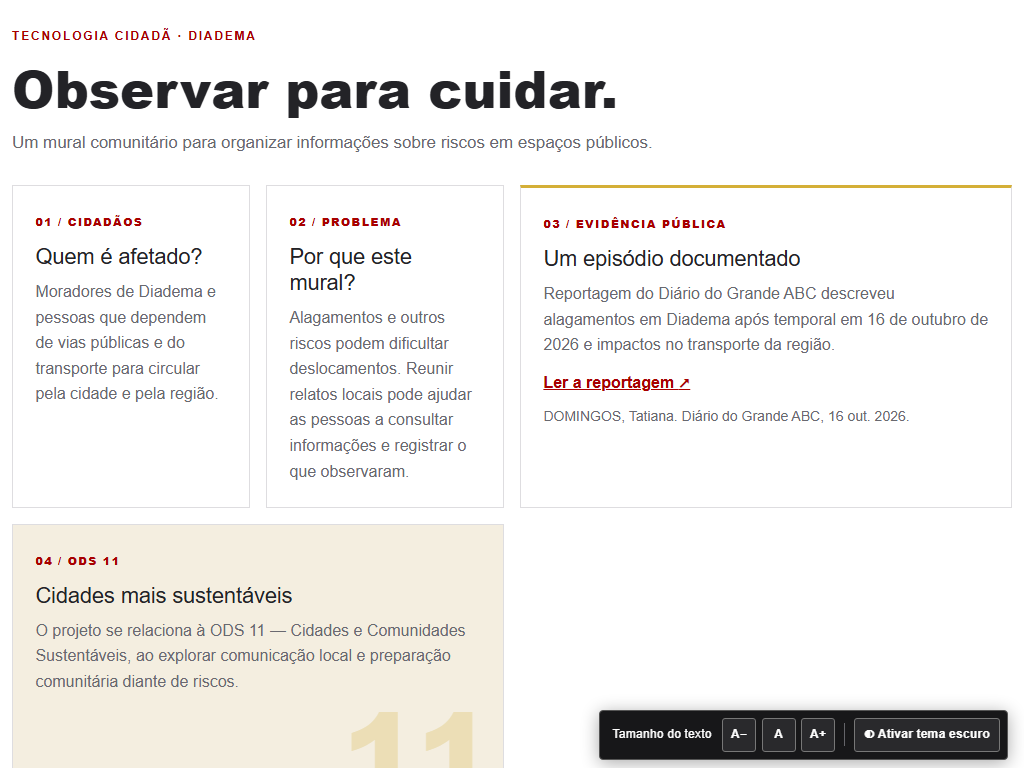 TECNOLOGIA CIDADÃ · DIADEMA
Observar para cuidar.
Um mural comunitário para organizar informações sobre riscos em espaços públicos.
01 / CIDADÃOS
Quem é afetado?
Moradores de Diadema e
pessoas que dependem
de vias públicas e do
transporte para circular
pela cidade e pela região.
02 / PROBLEMA
Por que este
mural?
Alagamentos e outros
riscos podem dificultar
deslocamentos. Reunir
relatos locais pode ajudar
as pessoas a consultar
informações e registrar o
que observaram.
03 / EVIDÊNCIA PÚBLICA
Um episódio documentado
Reportagem do Diário do Grande ABC descreveu
alagamentos em Diadema após temporal em 16 de outubro de
2026 e impactos no transporte da região.
Ler a reportagem ↗
DOMINGOS, Tatiana. Diário do Grande ABC, 16 out. 2026.
04 / ODS 11
Cidades mais sustentáveis
O projeto se relaciona à ODS 11 — Cidades e Comunidades
Sustentáveis, ao explorar comunicação local e preparação
comunitária diante de riscos.
11
Tamanho do texto A− A A+ ◐ Ativar tema escuro